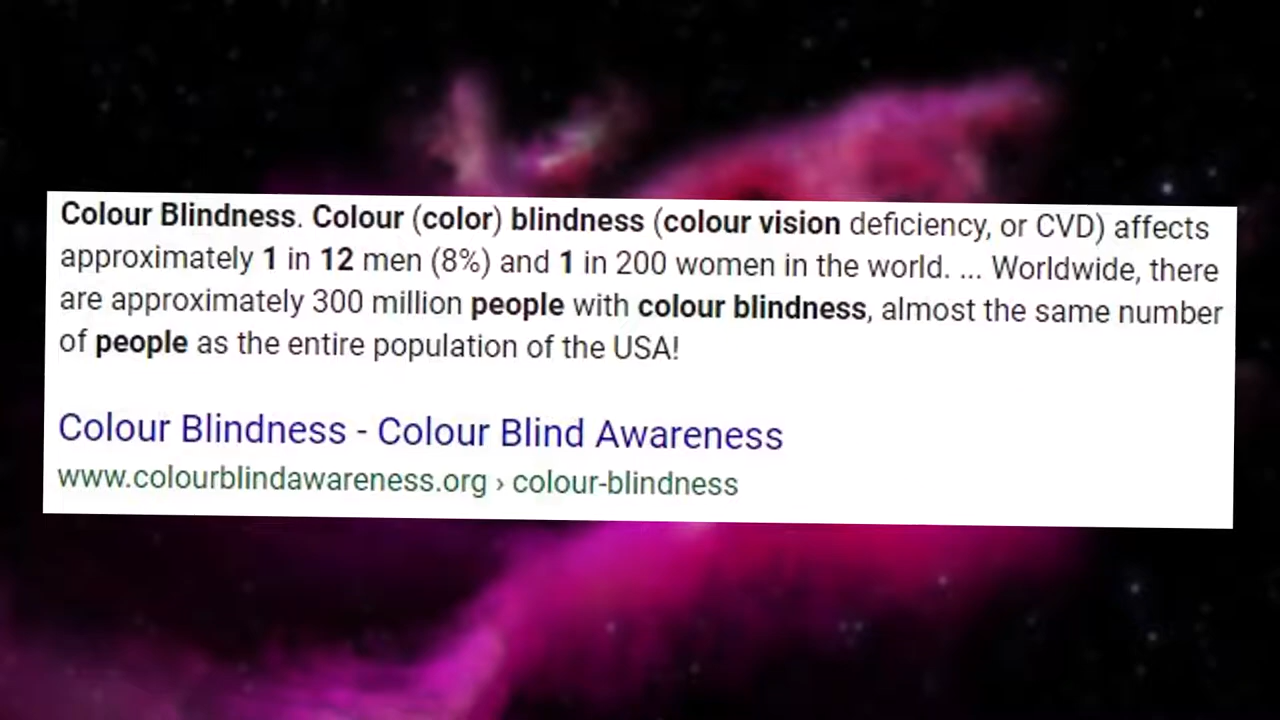 Colour Blindness. Colour (color) blindness (colour vision deficiency, or CVD) affects
approximately 1 in 12 men (8%) and 1 in 200 women in the world. ... Worldwide, there
are approximately 300 million people with colour blindness, almost the same number
of people as the entire population of the USA!
Colour Blindness - Colour Blind Awareness
www.colourblindawareness.org › colour-blindness